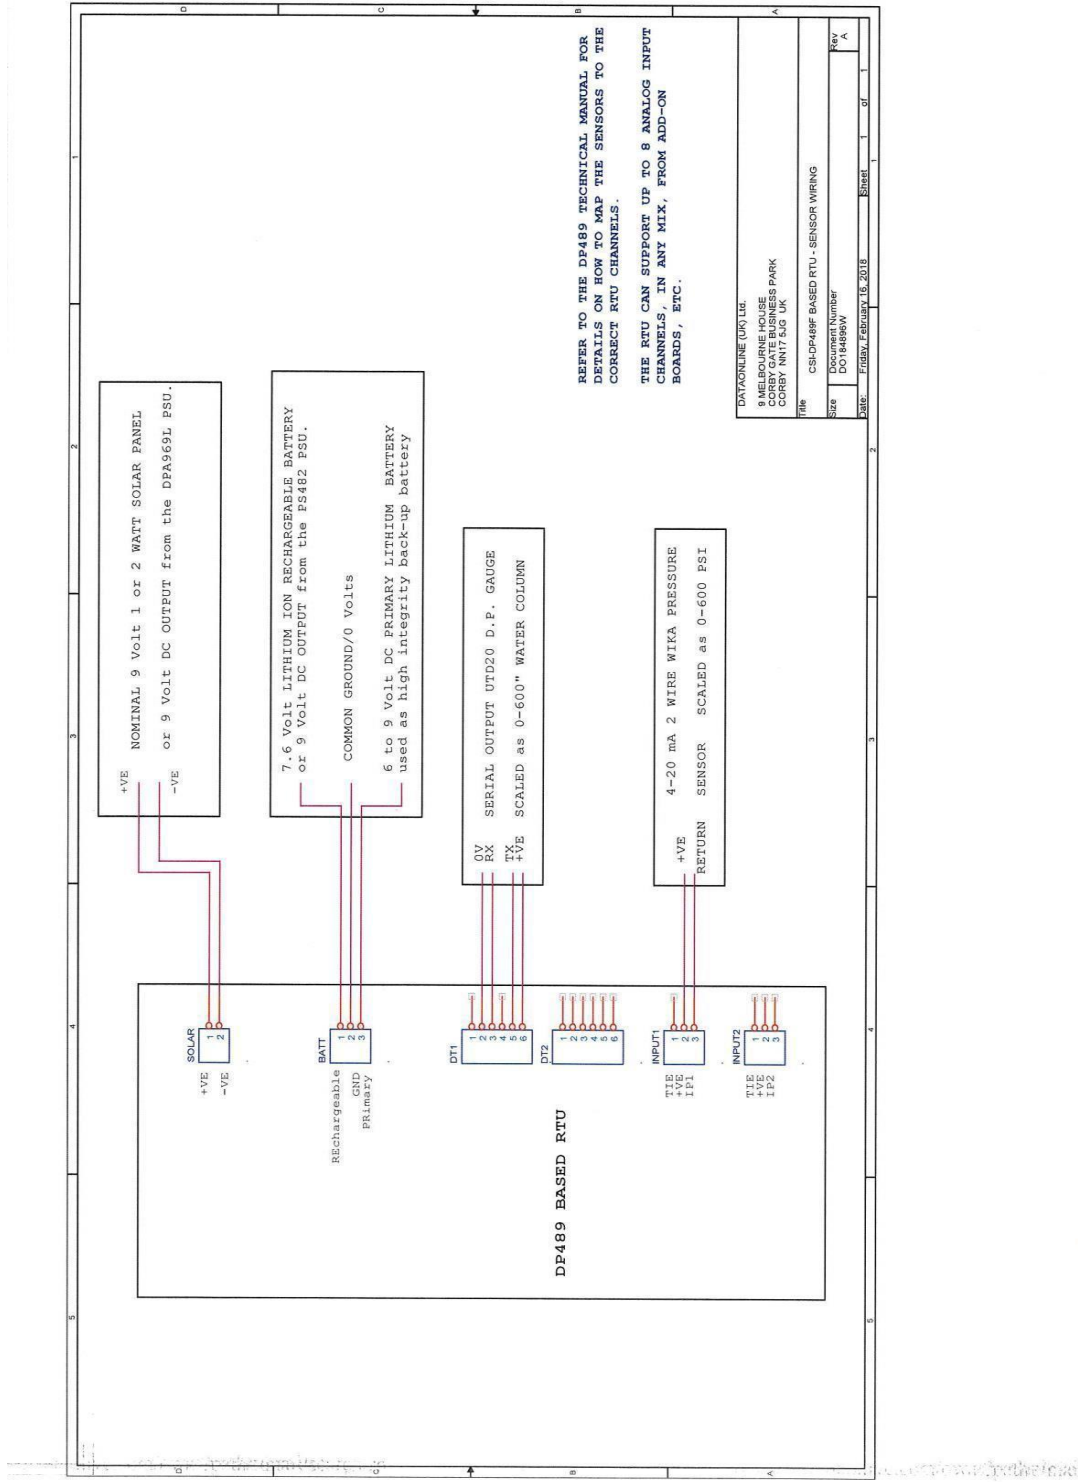 5
4
3
2
1
D
D
C
C
B
B
A
A
+VE
-VE
SOLAR
1
2
+VE
NOMINAL 9 Volt 1 or 2 WATT SOLAR PANEL
or 9 Volt DC OUTPUT from the DPA969L PSU.
-VE
REchargeable
GND
PRimary
BATT
1
2
3
7.6 Volt LITHIUM ION RECHARGEABLE BATTERY
or 9 Volt DC OUTPUT from the PS482 PSU.
COMMON GROUND/0 Volts
6 to 9 Volt DC PRIMARY LITHIUM BATTERY
used as high integrity back-up battery
DT1
1
2
3
4
5
6
0V
RX SERIAL OUTPUT UTD20 D.P. GAUGE
TX
+VE SCALED as 0-600" WATER COLUMN
DT2
1
2
3
4
5
6
DP489 BASED RTU
TIE
+VE
IP1
INPUT1
1
2
3
+VE 4-20 mA 2 WIRE WIKA PRESSURE
RETURN SENSOR SCALED as 0-600 PSI
TIE
+VE
IP2
INPUT2
1
2
3
REFER TO THE DP489 TECHNICAL MANUAL FOR
DETAILS ON HOW TO MAP THE SENSORS TO THE
CORRECT RTU CHANNELS.
THE RTU CAN SUPPORT UP TO 8 ANALOG INPUT
CHANNELS, IN ANY MIX, FROM ADD-ON
BOARDS, ETC.
DATAONLINE (UK) Ltd.
9 MELBOURNE HOUSE
CORBY GATE BUSINESS PARK
CORBY NN17 5JG UK
Title
CSI-DP489F BASED RTU - SENSOR WIRING
Size
Document Number
DO184896W
Rev
A
Date: Friday, February 16, 2018
Sheet 1 of 1
5
4
3
2
1